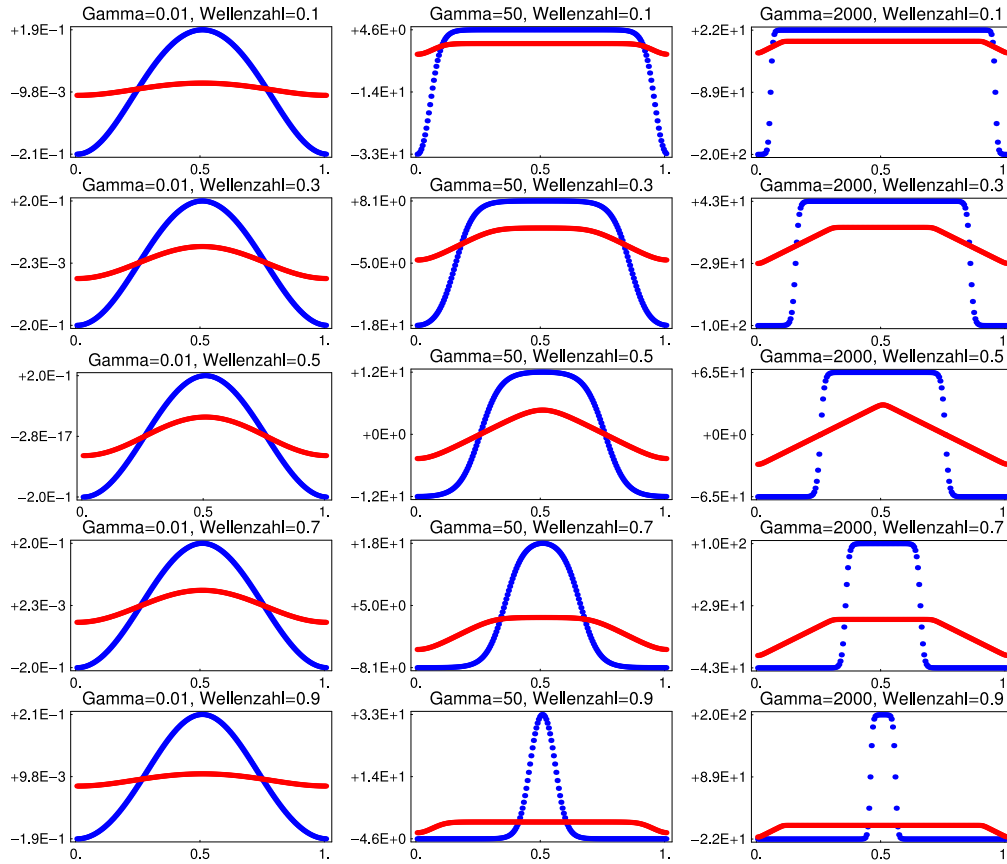 Gamma=0.01, Wellenzahl=0.1
+1.9E−1
−9.8E−3
−2.1E−1
0. 0.5 1.
Gamma=50, Wellenzahl=0.1
+4.6E+0
−1.4E+1
−3.3E+1
0. 0.5 1.
Gamma=2000, Wellenzahl=0.1
+2.2E+1
−8.9E+1
−2.0E+2
0. 0.5 1.
Gamma=0.01, Wellenzahl=0.3
+2.0E−1
−2.3E−3
−2.0E−1
0. 0.5 1.
Gamma=50, Wellenzahl=0.3
+8.1E+0
−5.0E+0
−1.8E+1
0. 0.5 1.
Gamma=2000, Wellenzahl=0.3
+4.3E+1
−2.9E+1
−1.0E+2
0. 0.5 1.
Gamma=0.01, Wellenzahl=0.5
+2.0E−1
−2.8E−17
−2.0E−1
0. 0.5 1.
Gamma=50, Wellenzahl=0.5
+1.2E+1
+0E+0
−1.2E+1
0. 0.5 1.
Gamma=2000, Wellenzahl=0.5
+6.5E+1
+0E+0
−6.5E+1
0. 0.5 1.
Gamma=0.01, Wellenzahl=0.7
+2.0E−1
+2.3E−3
−2.0E−1
0. 0.5 1.
Gamma=50, Wellenzahl=0.7
+1.8E+1
+5.0E+0
−8.1E+0
0. 0.5 1.
Gamma=2000, Wellenzahl=0.7
+1.0E+2
+2.9E+1
−4.3E+1
0. 0.5 1.
Gamma=0.01, Wellenzahl=0.9
+2.1E−1
+9.8E−3
−1.9E−1
0. 0.5 1.
Gamma=50, Wellenzahl=0.9
+3.3E+1
+1.4E+1
−4.6E+0
0. 0.5 1.
Gamma=2000, Wellenzahl=0.9
+2.0E+2
+8.9E+1
−2.2E+1
0. 0.5 1.